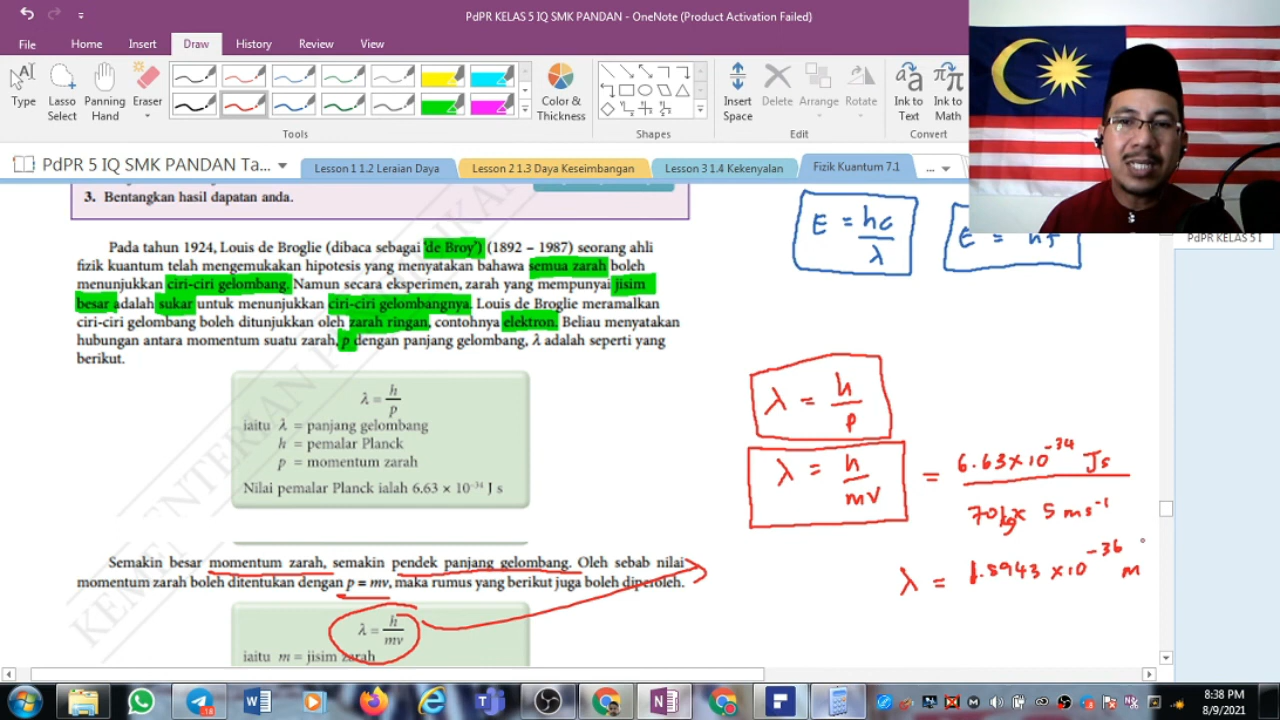 PdPR KELAS 5 IQ SMK PANDAN - OneNote (Product Activation Failed)
File Home Insert Draw History Review View
Type
Lasso Select
Panning Hand
Eraser
Color & Thickness
Insert Space
Delete
Arrange
Rotate
Ink to Text
Ink to Math
Tools
Shapes
Edit
Convert
PdPR 5 IQ SMK PANDAN Ta...
Lesson 1 1.2 Leraian Daya
Lesson 2 1.3 Daya Keseimbangan
Lesson 3 1.4 Kekenyalan
Fizik Kuantum 7.1
...
PdPR KELAS 5 I
3. Bentangkan hasil dapatan anda.
Pada tahun 1924, Louis de Broglie (dibaca sebagai 'de Broy') (1892 – 1987) seorang ahli
fizik kuantum telah mengemukakan hipotesis yang menyatakan bahawa semua zarah boleh
menunjukkan ciri-ciri gelombang. Namun secara eksperimen, zarah yang mempunyai jisim
besar adalah sukar untuk menunjukkan ciri-ciri gelombangnya. Louis de Broglie meramalkan
ciri-ciri gelombang boleh ditunjukkan oleh zarah ringan, contohnya elektron. Beliau menyatakan
hubungan antara momentum suatu zarah, p dengan panjang gelombang, λ adalah seperti yang
berikut.
λ = h/p
iaitu λ = panjang gelombang
h = pemalar Planck
p = momentum zarah
Nilai pemalar Planck ialah 6.63 × 10⁻³⁴ J s
Semakin besar momentum zarah, semakin pendek panjang gelombang. Oleh sebab nilai
momentum zarah boleh ditentukan dengan p = mv, maka rumus yang berikut juga boleh diperoleh.
λ = h/mv
iaitu m = jisim zarah
E = hc/λ
E = hf
λ = h/p
λ = h/mv = 6.63×10⁻³⁴ Js / 70kg× 5 ms⁻¹
λ = 1.8943 ×10⁻³⁶ m
18
8:38 PM
8/9/2021